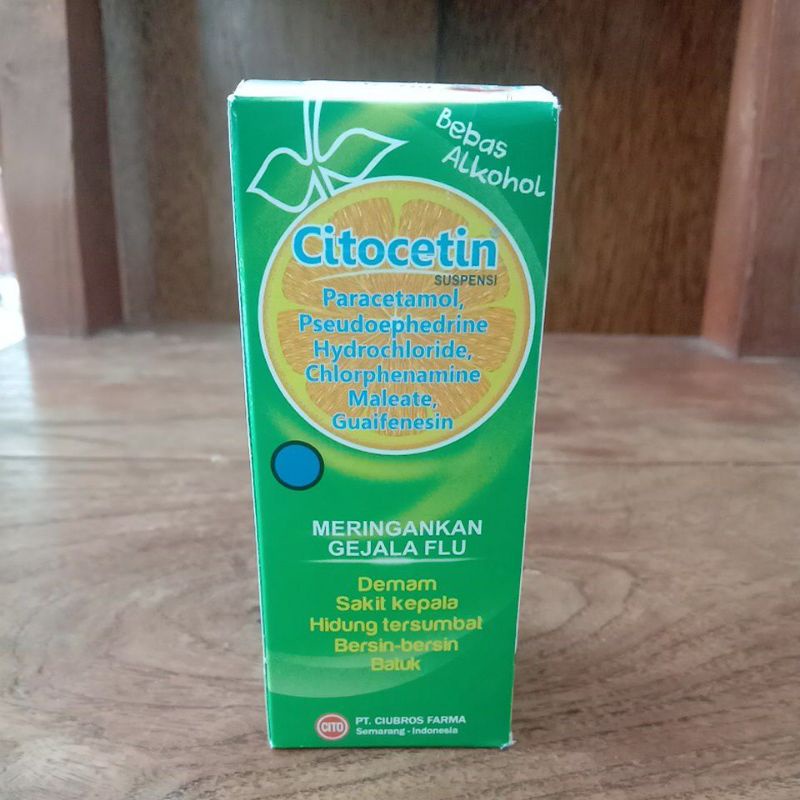 Bebas
Alkohol
Citocetin®
SUSPENSI
Paracetamol,
Pseudoephedrine
Hydrochloride,
Chlorphenamine
Maleate,
Guaifenesin
MERINGANKAN
GEJALA FLU
Demam
Sakit kepala
Hidung tersumbat
Bersin-bersin
Batuk
CITO
PT. CIUBROS FARMA
Semarang - Indonesia